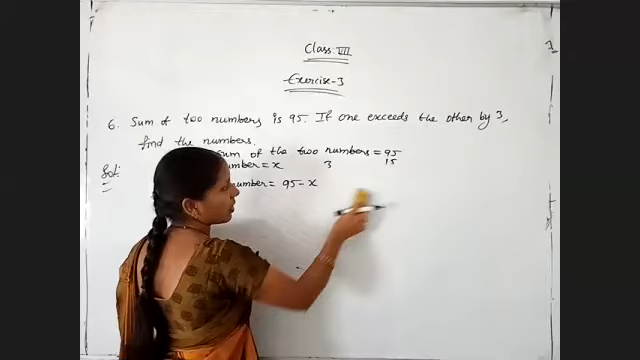 Class: VII
Exercise-3
6. Sum of two numbers is 95. If one exceeds the other by 3,
find the numbers.
Sol: Sum of the two numbers = 95
number = x 3 15
number = 95 - x